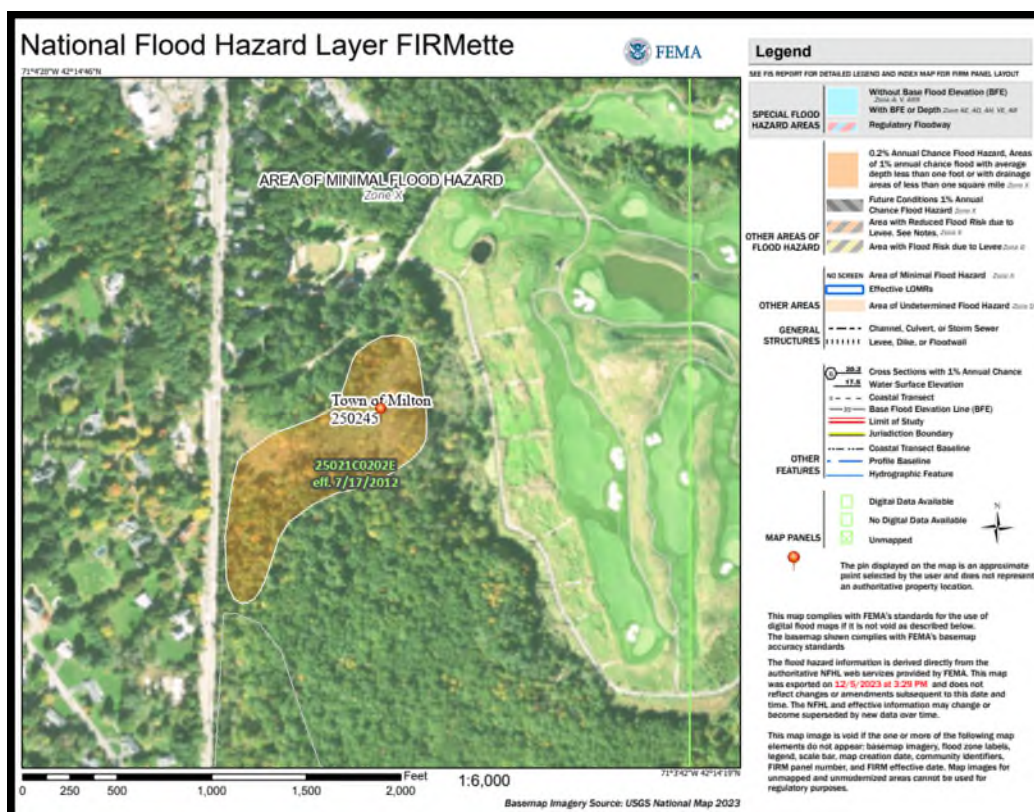 National Flood Hazard Layer FIRMette
FEMA
71°4'20"W 42°14'46"N
AREA OF MINIMAL FLOOD HAZARD
Zone X
Town of Milton
250245
25021C0202E
eff. 7/17/2012
Feet
0 250 500 1,000 1,500 2,000
1:6,000
71°3'42"W 42°14'19"N
Basemap Imagery Source: USGS National Map 2023
Legend
SEE FIS REPORT FOR DETAILED LEGEND AND INDEX MAP FOR FIRM PANEL LAYOUT
SPECIAL FLOOD
HAZARD AREAS
Without Base Flood Elevation (BFE)
Zone A, V, A99
With BFE or Depth Zone AE, AO, AH, VE, AR
Regulatory Floodway
OTHER AREAS OF
FLOOD HAZARD
0.2% Annual Chance Flood Hazard, Areas
of 1% annual chance flood with average
depth less than one foot or with drainage
areas of less than one square mile Zone X
Future Conditions 1% Annual
Chance Flood Hazard Zone X
Area with Reduced Flood Risk due to
Levee. See Notes. Zone X
Area with Flood Risk due to Levee Zone D
OTHER AREAS
NO SCREEN Area of Minimal Flood Hazard Zone X
Effective LOMRs
Area of Undetermined Flood Hazard Zone D
GENERAL
STRUCTURES
Channel, Culvert, or Storm Sewer
Levee, Dike, or Floodwall
OTHER
FEATURES
20.2 Cross Sections with 1% Annual Chance
17.5 Water Surface Elevation
Coastal Transect
Base Flood Elevation Line (BFE)
Limit of Study
Jurisdiction Boundary
Coastal Transect Baseline
Profile Baseline
Hydrographic Feature
MAP PANELS
Digital Data Available
No Digital Data Available
Unmapped
N
The pin displayed on the map is an approximate
point selected by the user and does not represent
an authoritative property location.
This map complies with FEMA's standards for the use of
digital flood maps if it is not void as described below.
The basemap shown complies with FEMA's basemap
accuracy standards
The flood hazard information is derived directly from the
authoritative NFHL web services provided by FEMA. This map
was exported on 12/5/2023 at 3:29 PM and does not
reflect changes or amendments subsequent to this date and
time. The NFHL and effective information may change or
become superseded by new data over time.
This map image is void if the one or more of the following map
elements do not appear: basemap imagery, flood zone labels,
legend, scale bar, map creation date, community identifiers,
FIRM panel number, and FIRM effective date. Map images for
unmapped and unmodernized areas cannot be used for
regulatory purposes.